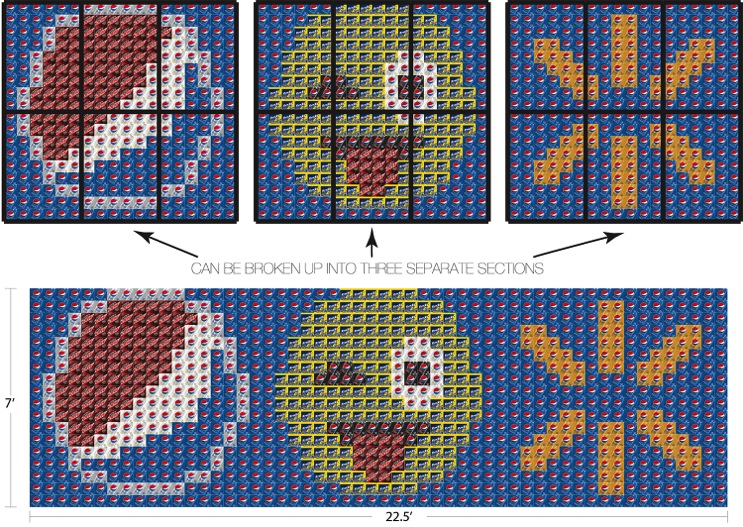 CAN BE BROKEN UP INTO THREE SEPARATE SECTIONS
7'
22.5'